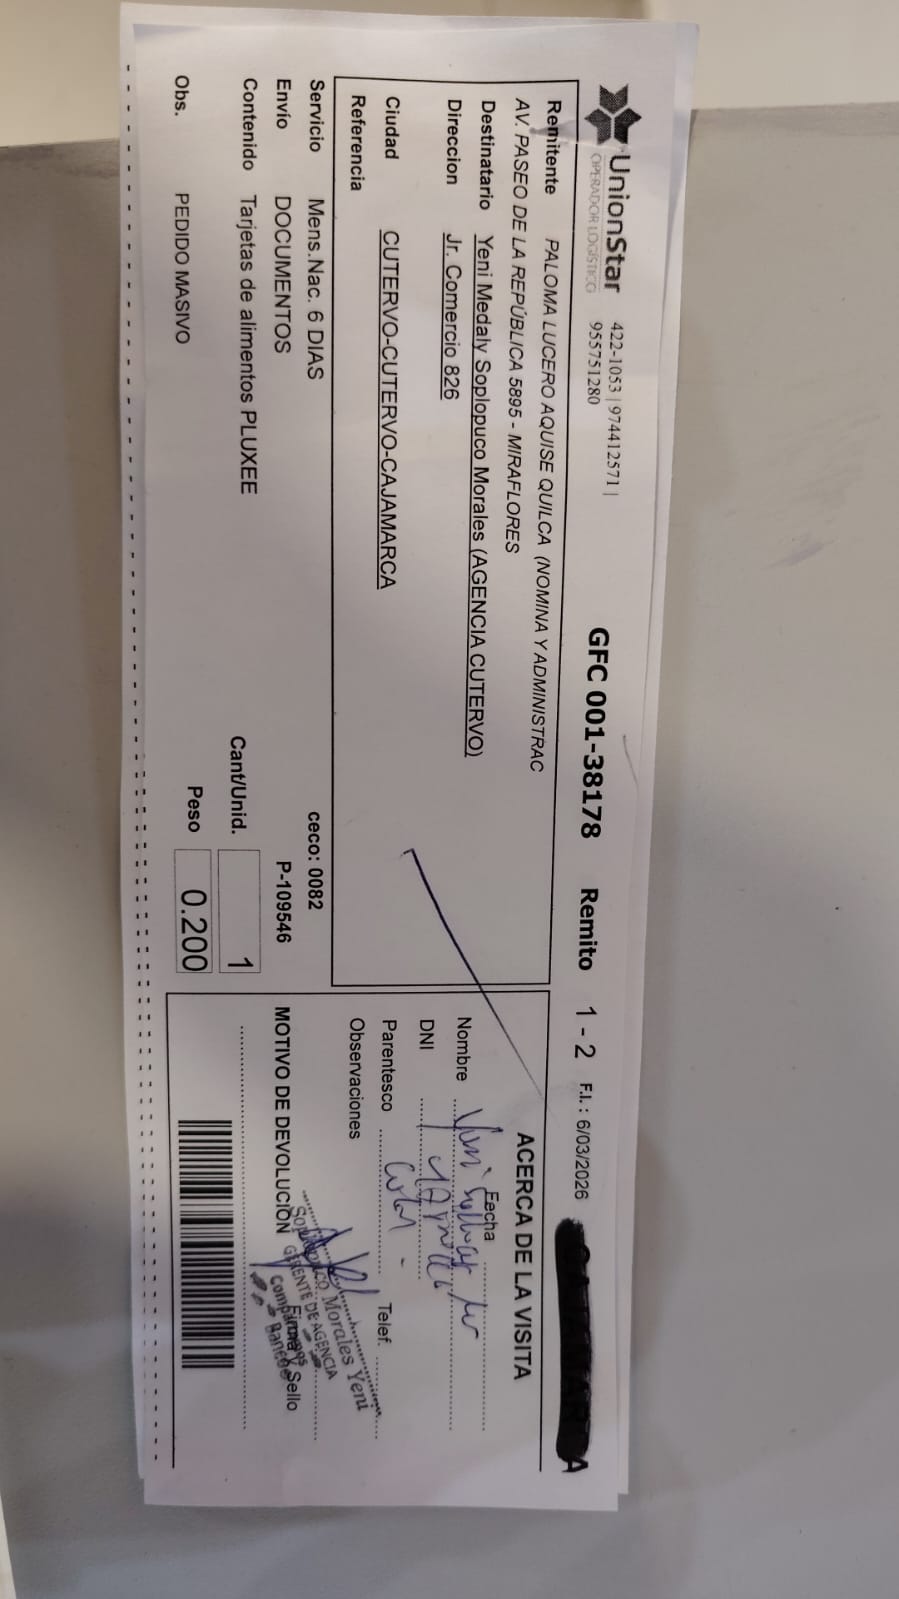 UnionStar
OPERADOR LOGÍSTICO
422-1053 | 974412571 |
955751280
GFC 001-38178 Remito 1 - 2 F.I. : 6/03/2026
Remitente PALOMA LUCERO AQUISE QUILCA (NOMINA Y ADMINISTRAC
AV. PASEO DE LA REPÚBLICA 5895 - MIRAFLORES
Destinatario Yeni Medaly Soplopuco Morales (AGENCIA CUTERVO)
Direccion Jr. Comercio 826
Ciudad CUTERVO-CUTERVO-CAJAMARCA
Referencia
Servicio Mens.Nac. 6 DIAS ceco: 0082
Envío DOCUMENTOS P-109546
Contenido Tarjetas de alimentos PLUXEE
Cant/Unid. 1
Obs. PEDIDO MASIVO
Peso 0.200
ACERCA DE LA VISITA
Fecha
Nombre
DNI
Parentesco Telef.
Observaciones
Soplopuco Morales Yeni
GERENTE DE AGENCIA
Firma y Sello
MOTIVO DE DEVOLUCIÓN